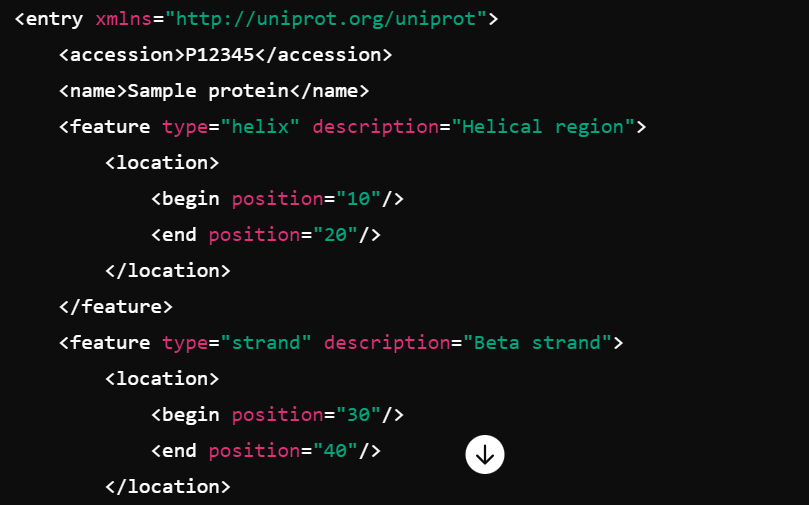 <entry xmlns="http://uniprot.org/uniprot">
<accession>P12345</accession>
<name>Sample protein</name>
<feature type="helix" description="Helical region">
<location>
<begin position="10"/>
<end position="20"/>
</location>
</feature>
<feature type="strand" description="Beta strand">
<location>
<begin position="30"/>
<end position="40"/>
</location>